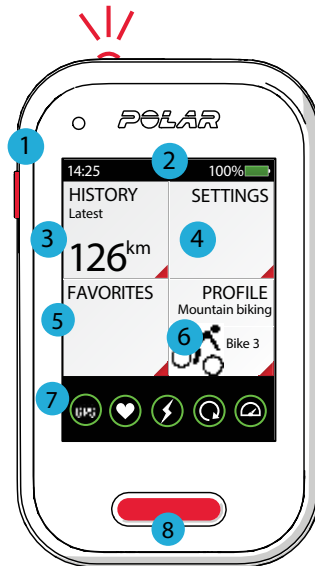 POLAR
1
2
14:25 100%
HISTORY
Latest
126km
3
SETTINGS
4
FAVORITES
5
PROFILE
Mountain biking
6
Bike 3
7
GPS
8